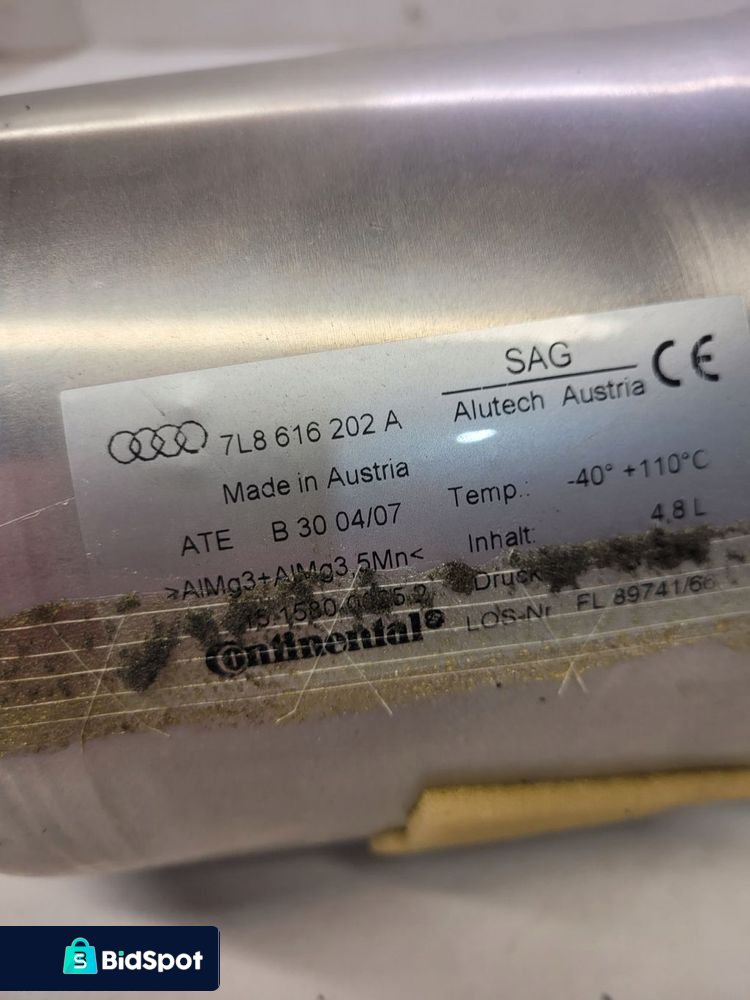 SAG
Alutech Austria
CE
7L8 616 202 A
Made in Austria
ATE B 30 04/07
>AlMg3+AlMg3,5Mn<
Continental®
Temp.: -40° +110°C
Inhalt: 4,8 L
Druck
LOS-Nr FL 89741/66
BidSpot